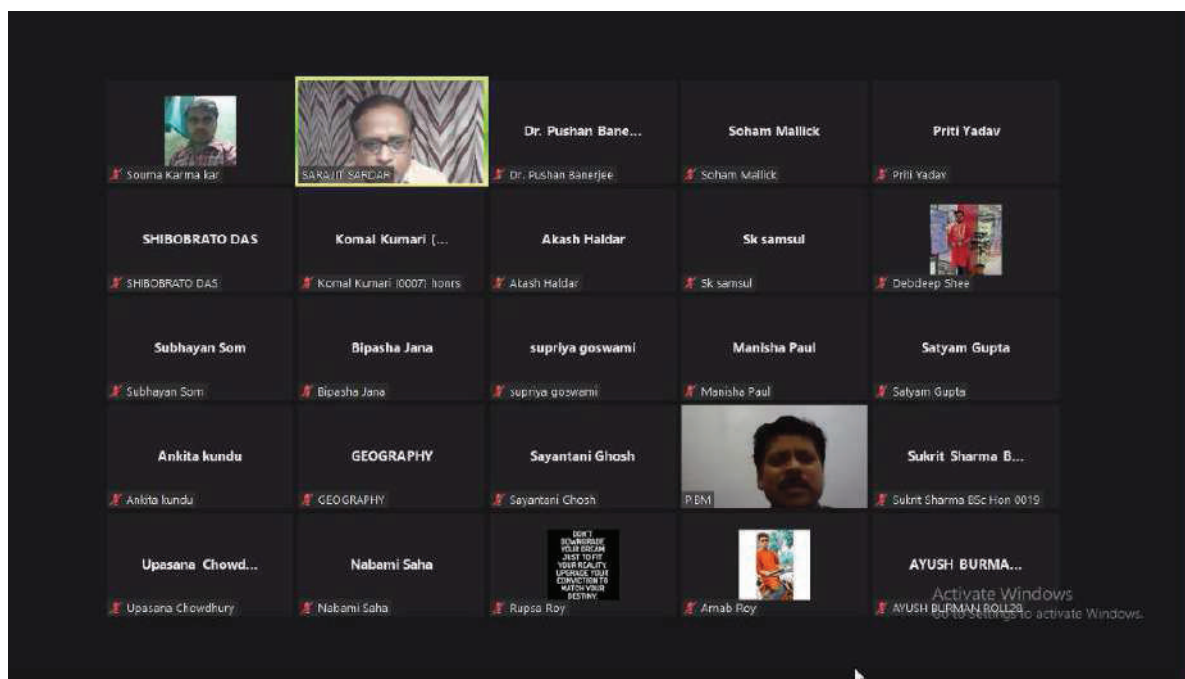 Dr. Pushan Bane...
Soham Mallick
Priti Yadav
Souma Karma kar
SARAJIT SARDAR
Dr. Pushan Banerjee
Soham Mallick
Priti Yadav
SHIBOBRATO DAS
Komal Kumari (...
Akash Haldar
Sk samsul
SHIBOBRATO DAS
Komal Kumari (0007) honrs
Akash Haldar
Sk samsul
Debdeep Shee
Subhayan Som
Bipasha Jana
supriya goswami
Manisha Paul
Satyam Gupta
Subhayan Som
Bipasha Jana
supriya goswami
Manisha Paul
Satyam Gupta
Ankita kundu
GEOGRAPHY
Sayantani Ghosh
Sukrit Sharma B...
Ankita kundu
GEOGRAPHY
Sayantani Ghosh
P.BM
Sukrit Sharma BSc Hon 0019
DON'T
DOWNGRADE
YOUR DREAM
JUST TO FIT
YOUR REALITY,
UPGRADE YOUR
CONVICTION TO
MATCH YOUR
DESTINY.
Upasana Chowd...
Nabami Saha
AYUSH BURMA...
Upasana Chowdhury
Nabami Saha
Rupsa Roy
Arnab Roy
AYUSH BURMAN ROLL28
Activate Windows
Go to Settings to activate Windows.